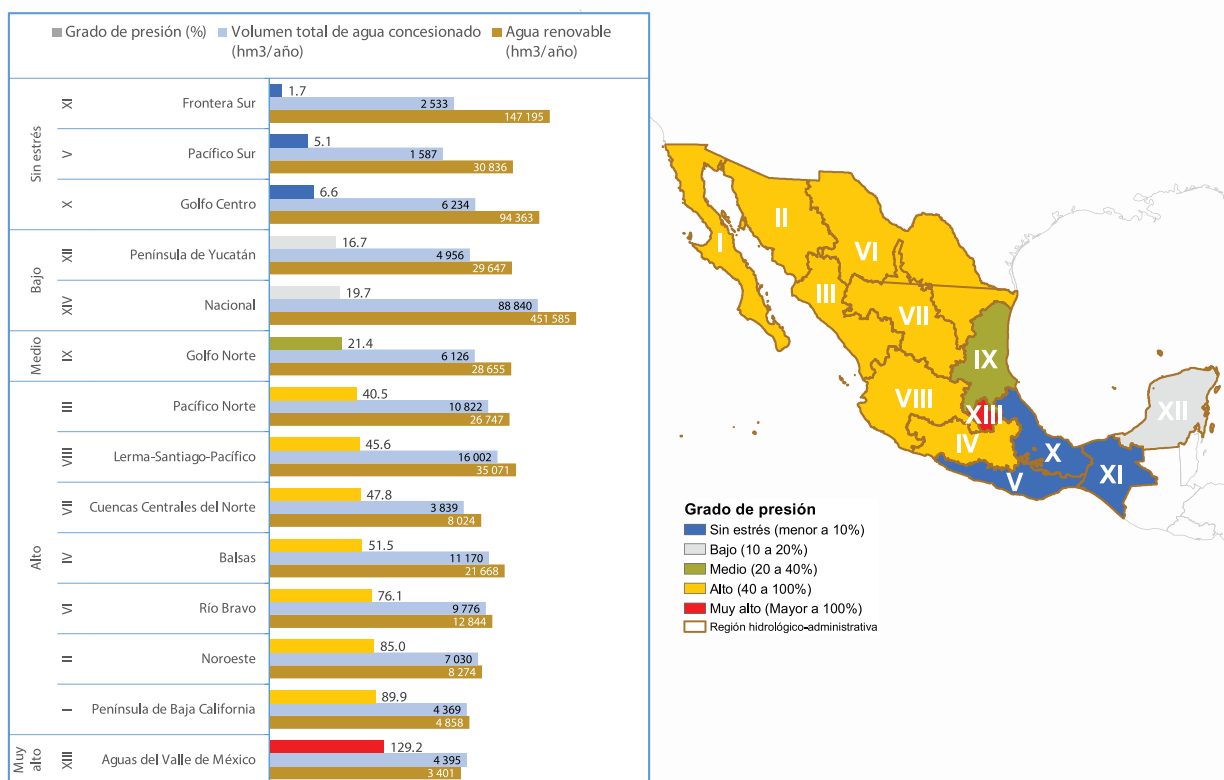 Grado de presión (%)
Volumen total de agua concesionado
(hm3/año)
Agua renovable
(hm3/año)
Sin estrés
XI
Frontera Sur
1.7
2 533
147 195
V
Pacífico Sur
5.1
1 587
30 836
X
Golfo Centro
6.6
6 234
94 363
Bajo
XII
Península de Yucatán
16.7
4 956
29 647
XIV
Nacional
19.7
88 840
451 585
Medio
IX
Golfo Norte
21.4
6 126
28 655
Alto
III
Pacífico Norte
40.5
10 822
26 747
VIII
Lerma-Santiago-Pacífico
45.6
16 002
35 071
VII
Cuencas Centrales del Norte
47.8
3 839
8 024
IV
Balsas
51.5
11 170
21 668
VI
Río Bravo
76.1
9 776
12 844
II
Noroeste
85.0
7 030
8 274
I
Península de Baja California
89.9
4 369
4 858
Muy
alto
XIII
Aguas del Valle de México
129.2
4 395
3 401
I
II
VI
III
VII
IX
VIII
XIII
IV
X
V
XI
XII
Grado de presión
Sin estrés (menor a 10%)
Bajo (10 a 20%)
Medio (20 a 40%)
Alto (40 a 100%)
Muy alto (Mayor a 100%)
Región hidrológico-administrativa